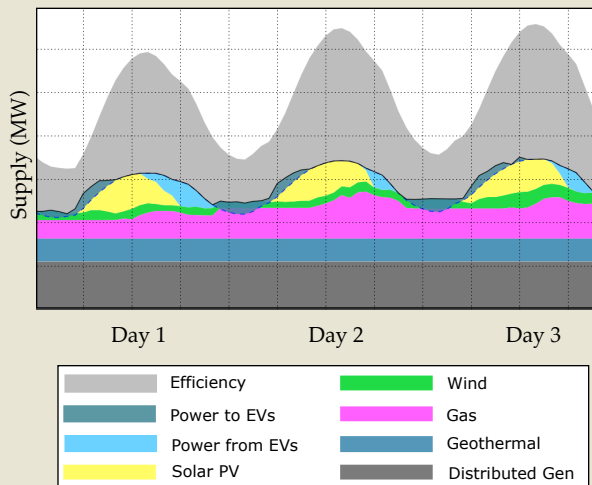 Supply (MW)
Day 1
Day 2
Day 3
Efficiency
Power to EVs
Power from EVs
Solar PV
Wind
Gas
Geothermal
Distributed Gen